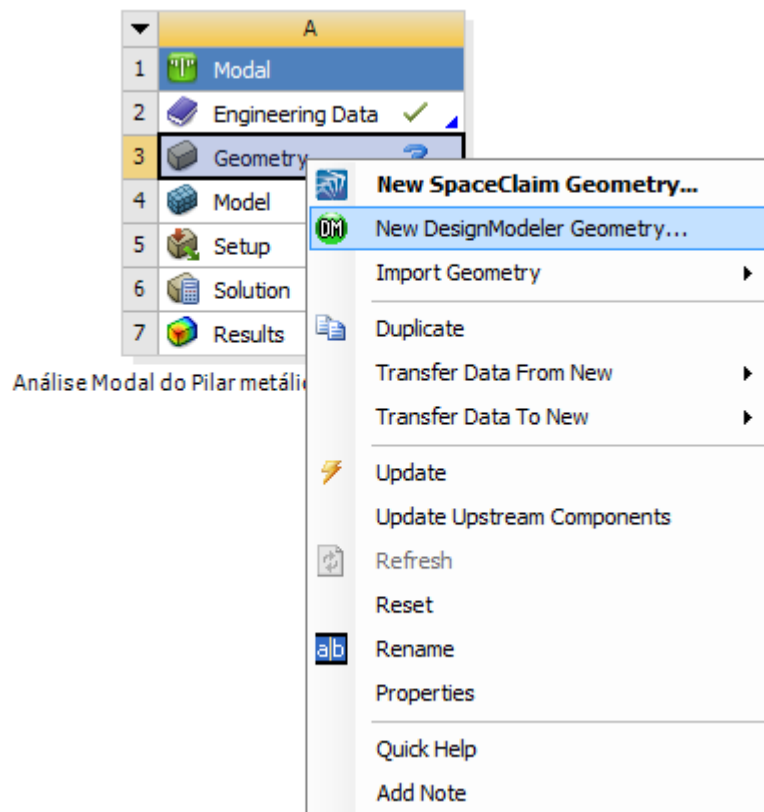 A
1 Modal
2 Engineering Data
3 Geometry
4 Model
5 Setup
6 Solution
7 Results
Análise Modal do Pilar
New SpaceClaim Geometry...
DM New DesignModeler Geometry...
Import Geometry
Duplicate
Transfer Data From New
Transfer Data To New
Update
Update Upstream Components
Refresh
Reset
a|b Rename
Properties
Quick Help
Add Note